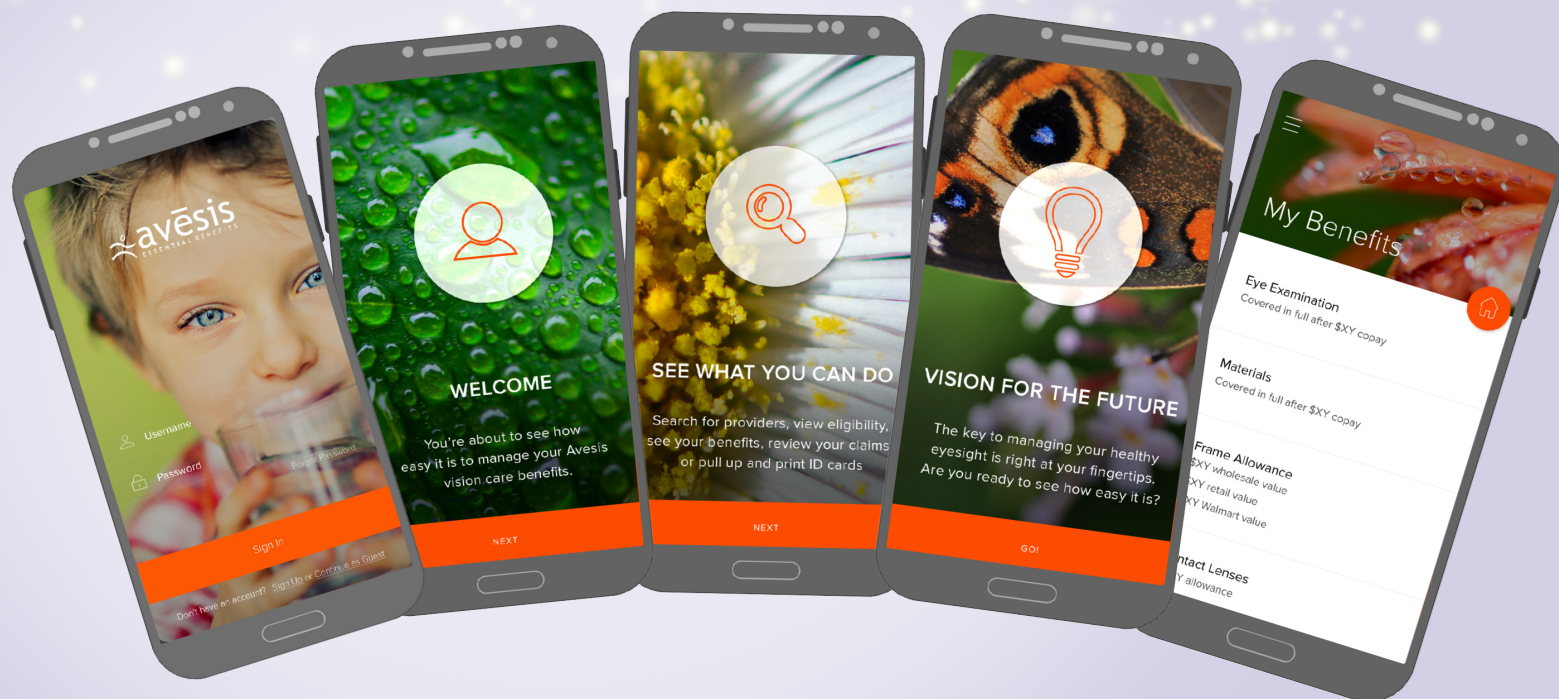 avēsis
ESSENTIAL BENEFITS
Username
Password
Forgot Password
Sign In
Don't have an account? Sign Up or Continue as Guest
WELCOME
You're about to see how
easy it is to manage your Avesis
vision care benefits.
NEXT
SEE WHAT YOU CAN DO
Search for providers, view eligibility,
see your benefits, review your claims
or pull up and print ID cards
NEXT
VISION FOR THE FUTURE
The key to managing your healthy
eyesight is right at your fingertips.
Are you ready to see how easy it is?
GO!
My Benefits
Eye Examination
Covered in full after $XY copay
Materials
Covered in full after $XY copay
Frame Allowance
$XY wholesale value
XY retail value
XY Walmart value
ntact Lenses
Y allowance